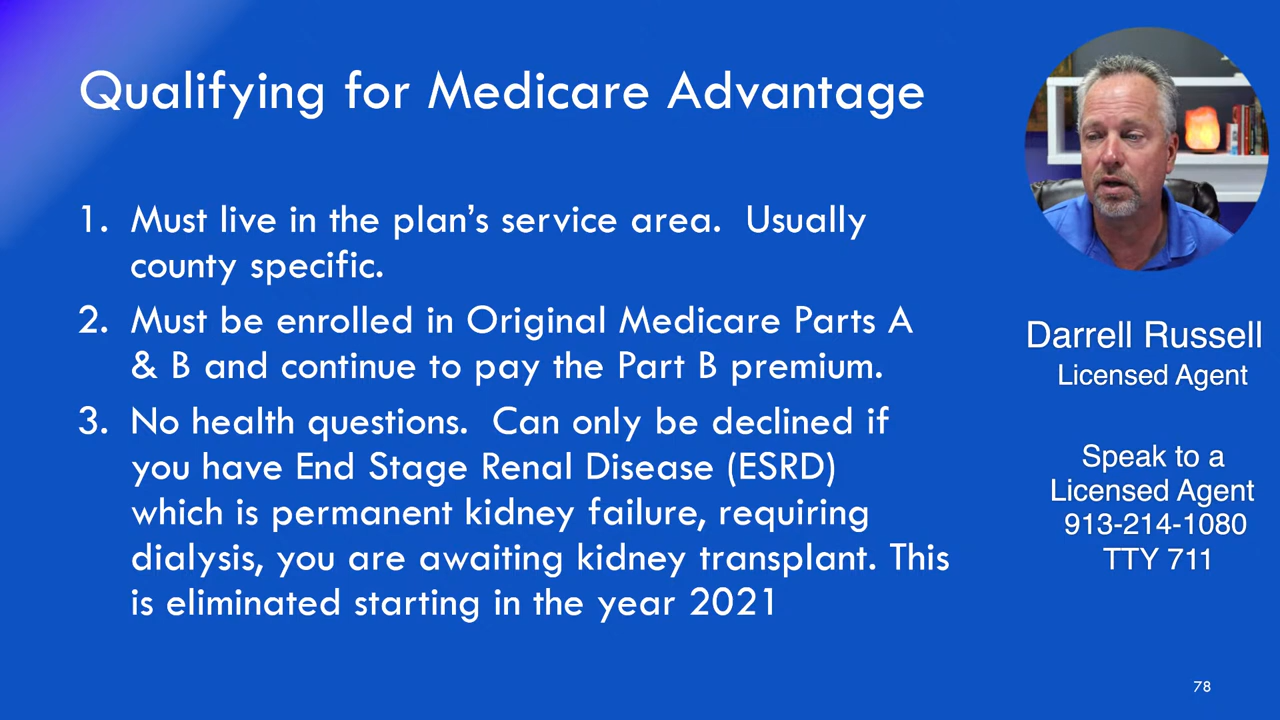 Qualifying for Medicare Advantage
1. Must live in the plan's service area.  Usually
county specific.
2. Must be enrolled in Original Medicare Parts A
& B and continue to pay the Part B premium.
3. No health questions.  Can only be declined if
you have End Stage Renal Disease (ESRD)
which is permanent kidney failure, requiring
dialysis, you are awaiting kidney transplant. This
is eliminated starting in the year 2021
Darrell Russell
Licensed Agent
Speak to a
Licensed Agent
913-214-1080
TTY 711
78